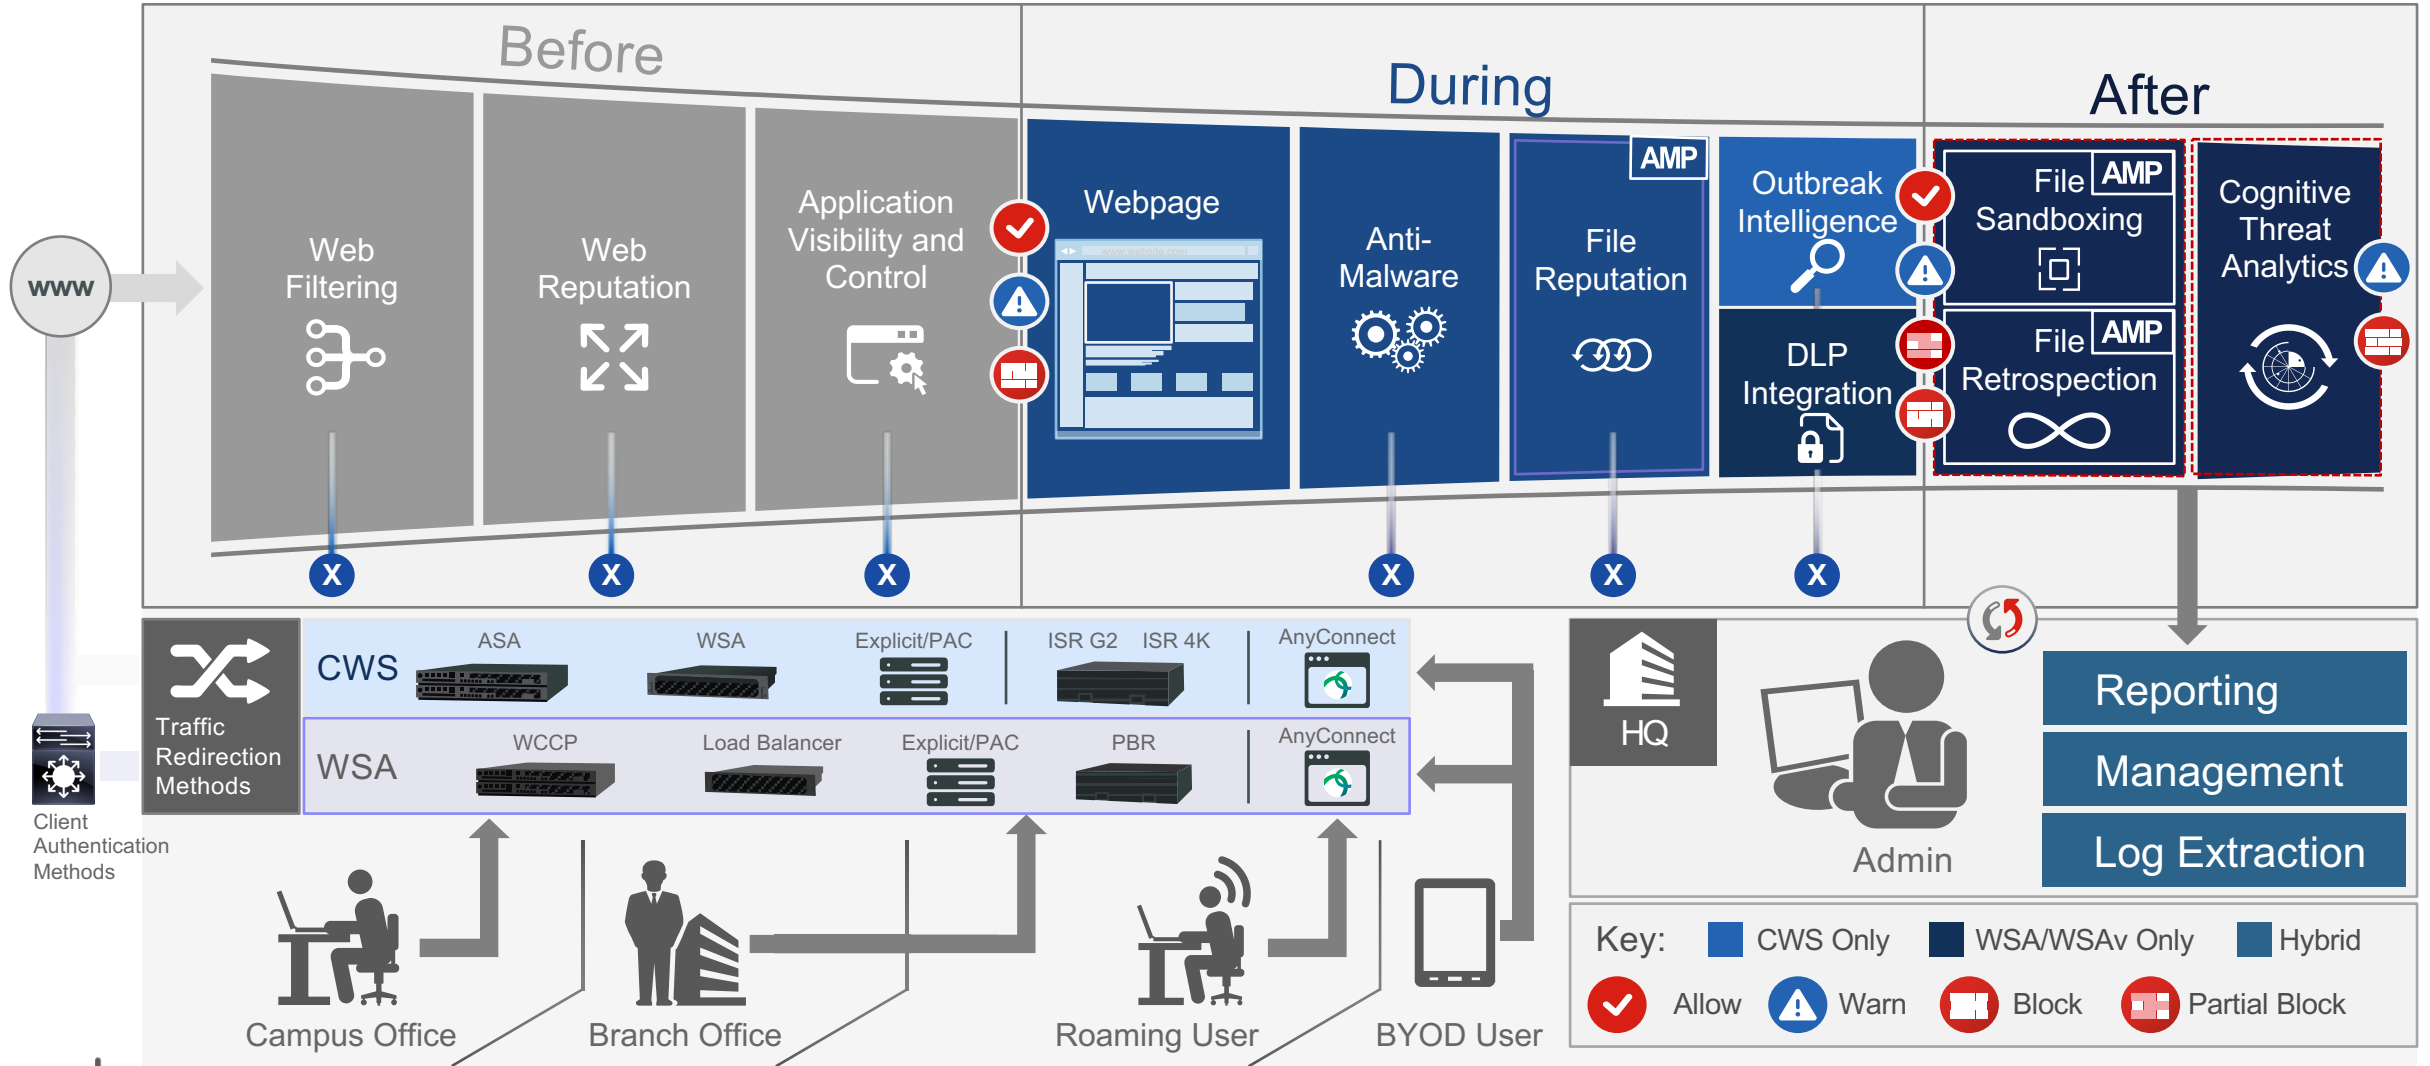 Before
During
After
www
Web
Filtering
Web
Reputation
Application
Visibility and
Control
Webpage
www.website.com
Anti-
Malware
AMP
File
Reputation
Outbreak
Intelligence
DLP
Integration
AMP
File
Sandboxing
AMP
File
Retrospection
Cognitive
Threat
Analytics
X
X
X
X
X
X
Traffic
Redirection
Methods
CWS
ASA
WSA
Explicit/PAC
ISR G2
ISR 4K
AnyConnect
WSA
WCCP
Load Balancer
Explicit/PAC
PBR
AnyConnect
Client
Authentication
Methods
Campus Office
Branch Office
Roaming User
BYOD User
HQ
Admin
Reporting
Management
Log Extraction
Key:
CWS Only
WSA/WSAv Only
Hybrid
Allow
Warn
Block
Partial Block